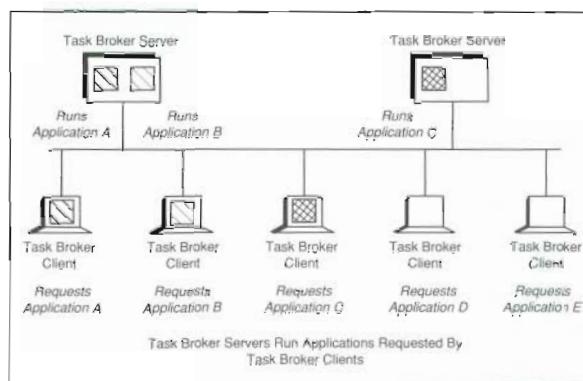 Task Broker Server
Task Broker Server
Runs
Application A
Runs
Application B
Runs
Application C
Task Broker
Client
Task Broker
Client
Task Broker
Client
Task Broker
Client
Task Broker
Client
Requests
Application A
Requests
Application B
Requests
Application C
Requests
Application D
Requests
Application E
Task Broker Servers Run Applications Requested By
Task Broker Clients